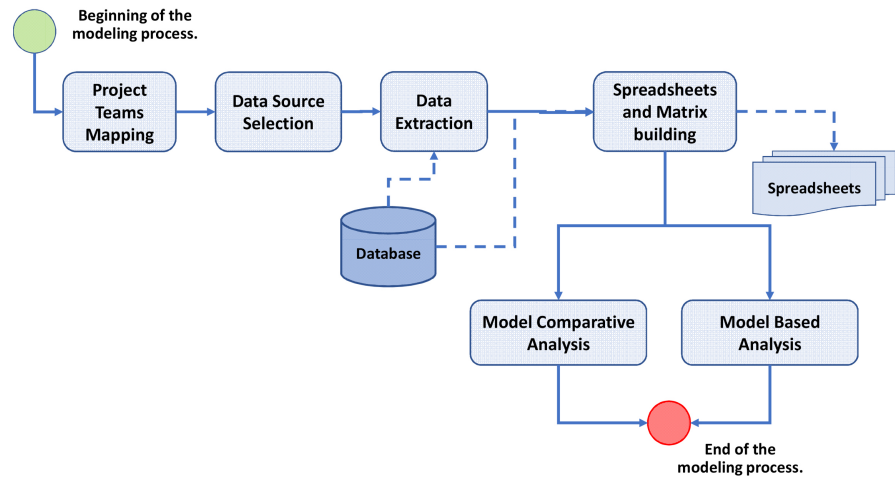 Beginning of the
modeling process.
Project
Teams
Mapping
Data Source
Selection
Data
Extraction
Spreadsheets
and Matrix
building
Spreadsheets
Database
Model Comparative
Analysis
Model Based
Analysis
End of the
modeling process.